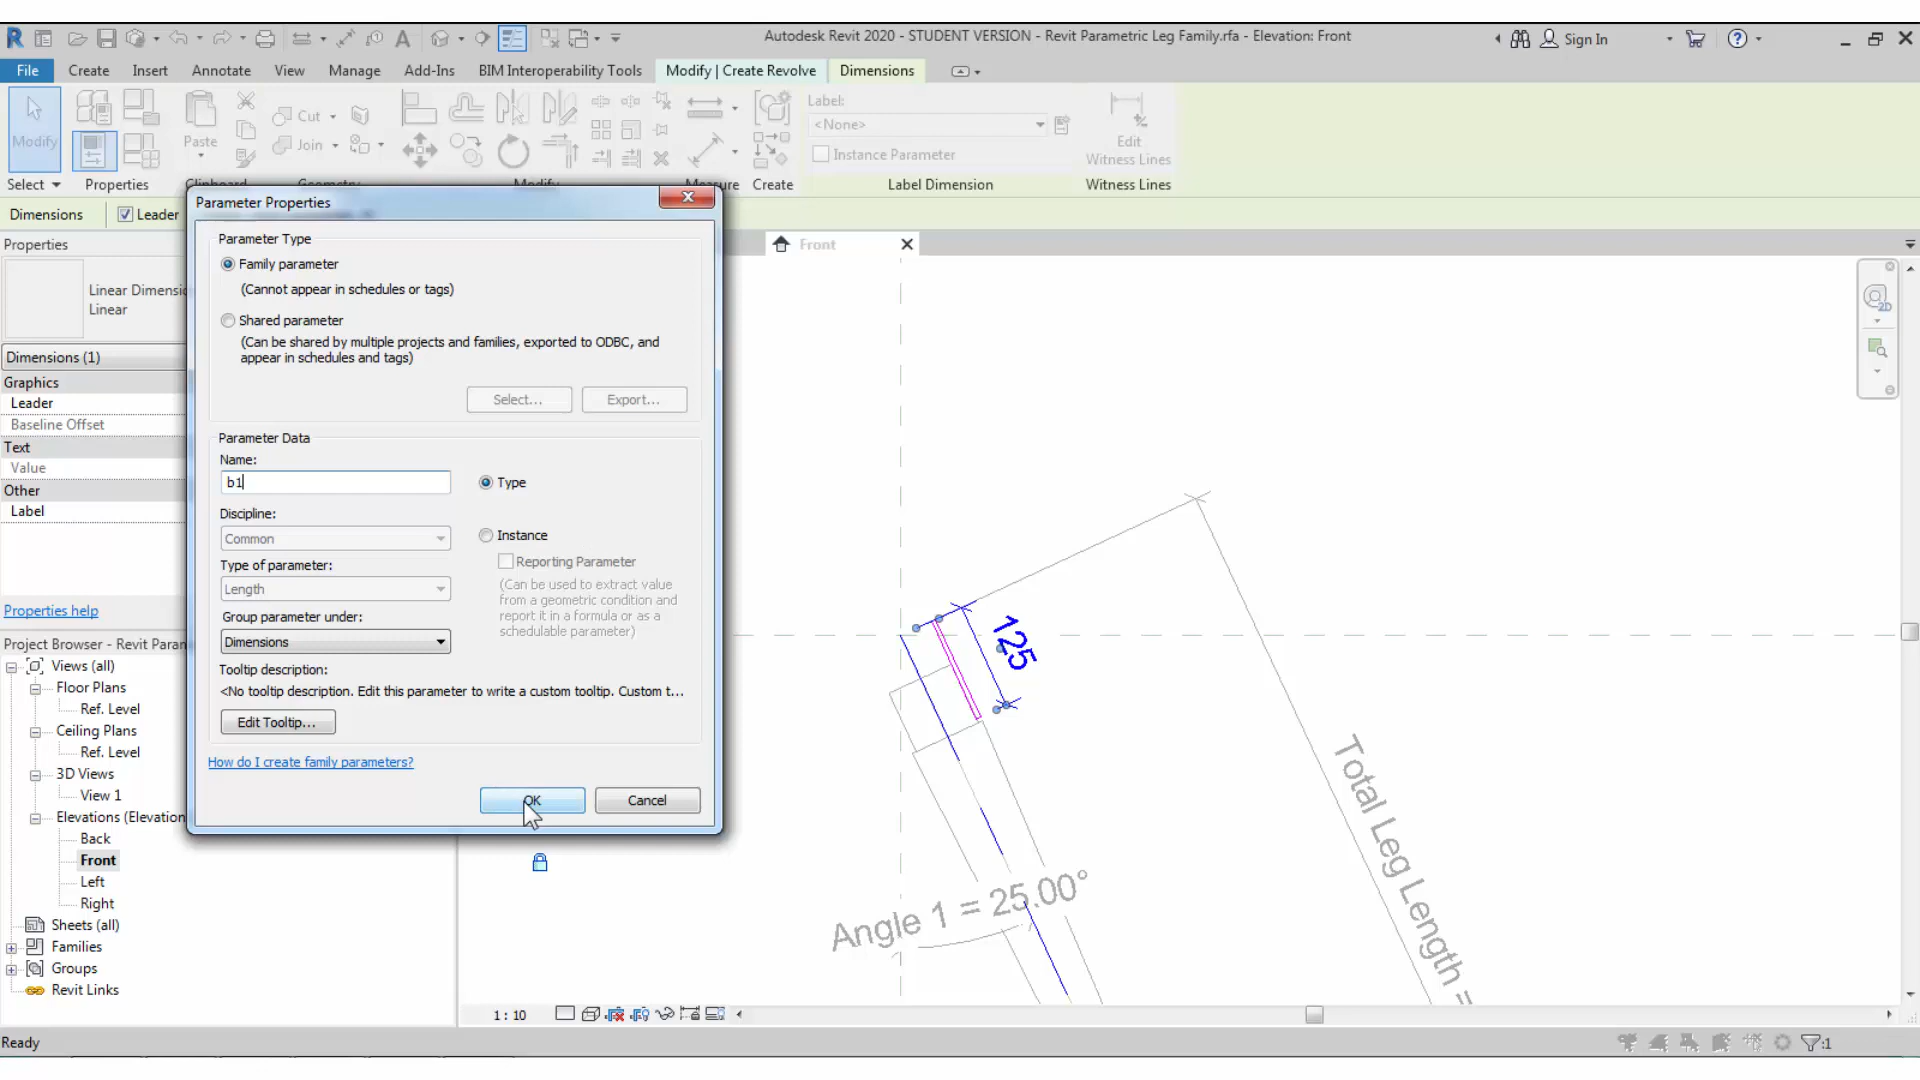 Autodesk Revit 2020 - STUDENT VERSION - Revit Parametric Leg Family.rfa - Elevation: Front
Sign In
File
Create
Insert
Annotate
View
Manage
Add-Ins
BIM Interoperability Tools
Modify | Create Revolve
Dimensions
Modify
Paste
Cut
Join
Label:
<None>
Instance Parameter
Edit
Witness Lines
Select
Properties
Modify
Create
Label Dimension
Witness Lines
Dimensions
Leader
Properties
Linear Dimensi
Linear
Dimensions (1)
Graphics
Leader
Baseline Offset
Text
Value
Other
Label
Properties help
Project Browser - Revit Param
Views (all)
Floor Plans
Ref. Level
Ceiling Plans
Ref. Level
3D Views
View 1
Elevations (Elevation
Back
Front
Left
Right
Sheets (all)
Families
Groups
Revit Links
Parameter Properties
Parameter Type
Family parameter
(Cannot appear in schedules or tags)
Shared parameter
(Can be shared by multiple projects and families, exported to ODBC, and
appear in schedules and tags)
Select...
Export...
Parameter Data
Name:
b1
Type
Discipline:
Common
Instance
Type of parameter:
Reporting Parameter
Length
(Can be used to extract value
from a geometric condition and
report it in a formula or as a
schedulable parameter)
Group parameter under:
Dimensions
Tooltip description:
<No tooltip description. Edit this parameter to write a custom tooltip. Custom t...
Edit Tooltip...
How do I create family parameters?
OK
Cancel
Front
2D
125
Angle 1 = 25.00°
Total Leg Length =
1 : 10
Ready
:1